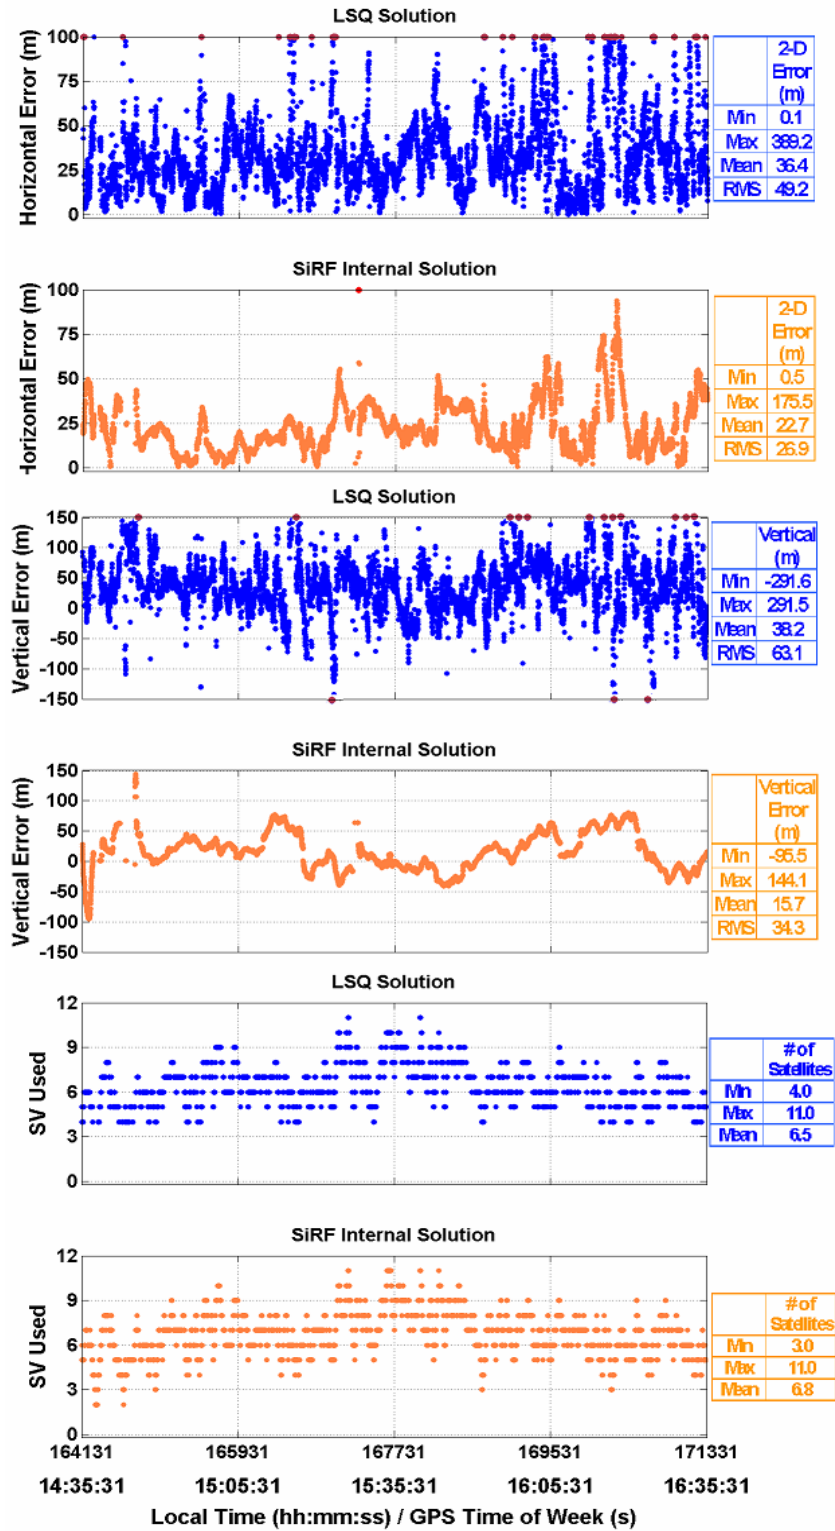 LSQ Solution
Horizontal Error (m)
100
75
50
25
0
2-D
Error
(m)
Min 0.1
Max 389.2
Mean 36.4
RMS 49.2
SiRF Internal Solution
Horizontal Error (m)
100
75
50
25
0
2-D
Error
(m)
Min 0.5
Max 175.5
Mean 22.7
RMS 26.9
LSQ Solution
Vertical Error (m)
150
100
50
0
-50
-100
-150
Vertical
(m)
Min -291.6
Max 291.5
Mean 38.2
RMS 63.1
SiRF Internal Solution
Vertical Error (m)
150
100
50
0
-50
-100
-150
Vertical
Error
(m)
Min -95.5
Max 144.1
Mean 15.7
RMS 34.3
LSQ Solution
SV Used
12
9
6
3
0
# of
Satellites
Min 4.0
Max 11.0
Mean 6.5
SiRF Internal Solution
SV Used
12
9
6
3
0
# of
Satellites
Min 3.0
Max 11.0
Mean 6.8
164131 165931 167731 169531 171331
14:35:31 15:05:31 15:35:31 16:05:31 16:35:31
Local Time (hh:mm:ss) / GPS Time of Week (s)